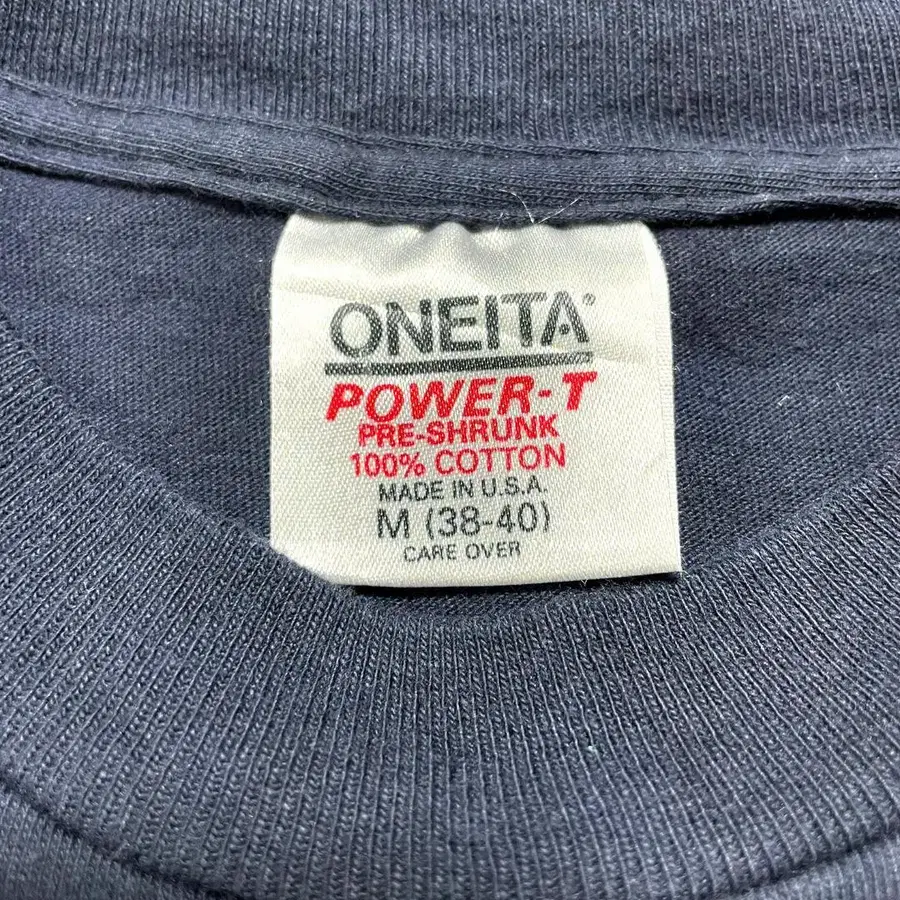 ONEITA®
POWER-T
PRE-SHRUNK
100% COTTON
MADE IN U.S.A.
M (38-40)
CARE OVER